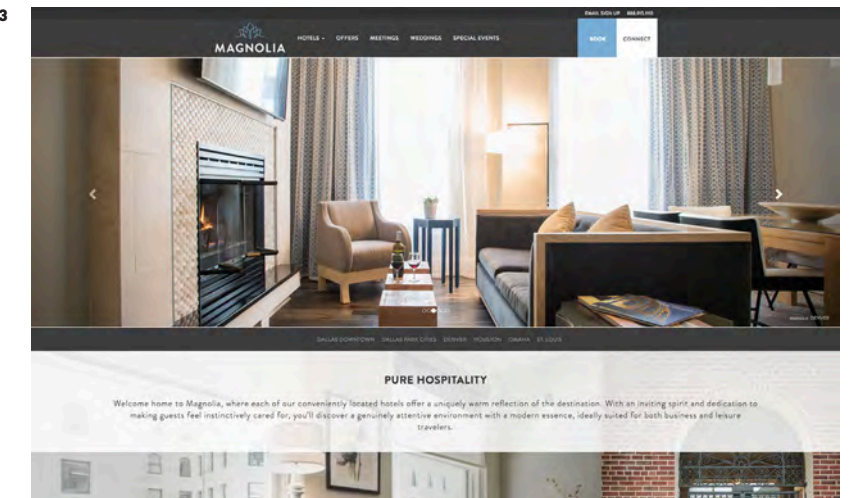 3
EMAIL SIGN UP
MAGNOLIA
HOTELS
OFFERS
MEETINGS
WEDDINGS
SPECIAL EVENTS
BOOK
CONNECT
DALLAS DOWNTOWN DALLAS PARK CITIES DENVER HOUSTON OMAHA ST. LOUIS
PURE HOSPITALITY
Welcome home to Magnolia, where each of our conveniently located hotels offer a uniquely warm reflection of the destination. With an inviting spirit and dedication to
making guests feel instinctively cared for, you'll discover a genuinely attentive environment with a modern essence, ideally suited for both business and leisure
travelers.